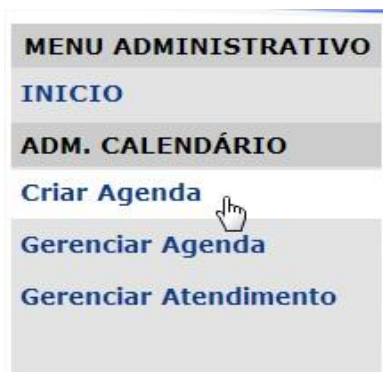 MENU ADMINISTRATIVO
INICIO
ADM. CALENDÁRIO
Criar Agenda
Gerenciar Agenda
Gerenciar Atendimento